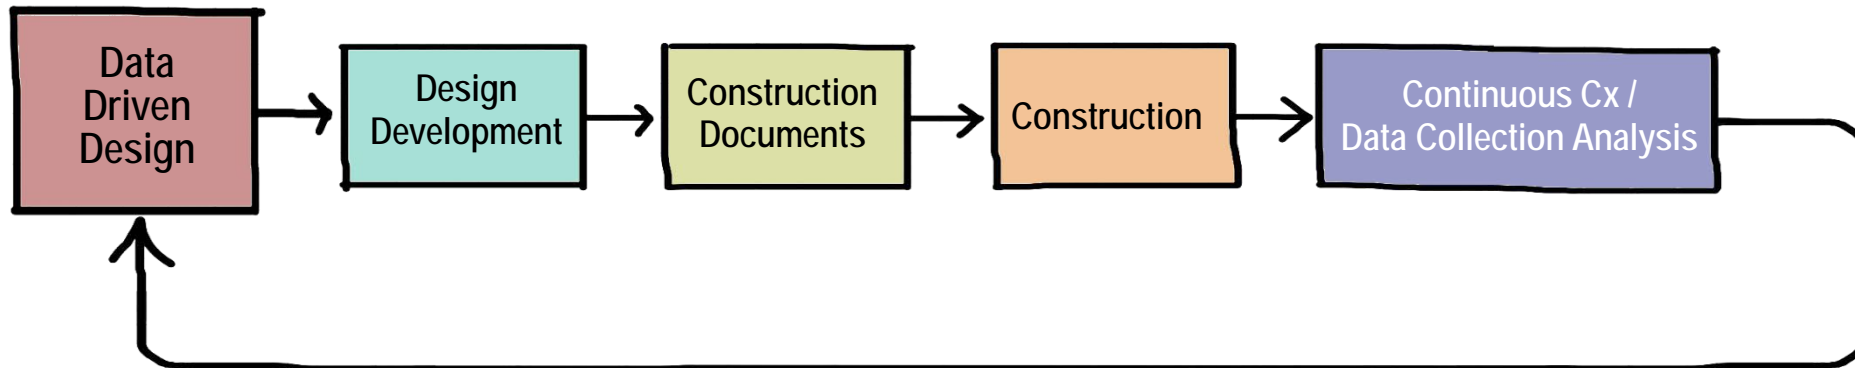 Data
Driven
Design
Design
Development
Construction
Documents
Construction
Continuous Cx /
Data Collection Analysis